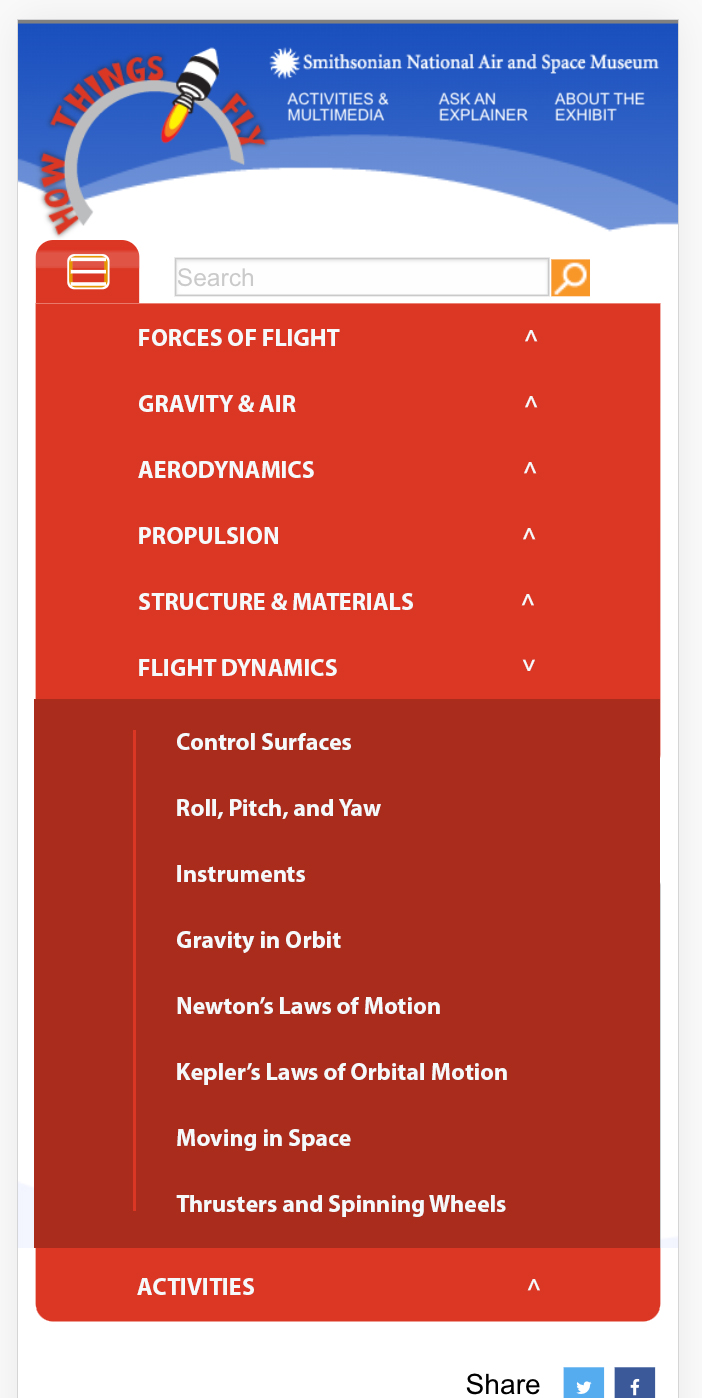 HOW THINGS FLY
Smithsonian National Air and Space Museum
ACTIVITIES &
MULTIMEDIA
ASK AN
EXPLAINER
ABOUT THE
EXHIBIT
Search
FORCES OF FLIGHT ^
GRAVITY & AIR ^
AERODYNAMICS ^
PROPULSION ^
STRUCTURE & MATERIALS ^
FLIGHT DYNAMICS v
Control Surfaces
Roll, Pitch, and Yaw
Instruments
Gravity in Orbit
Newton’s Laws of Motion
Kepler’s Laws of Orbital Motion
Moving in Space
Thrusters and Spinning Wheels
ACTIVITIES ^
Share